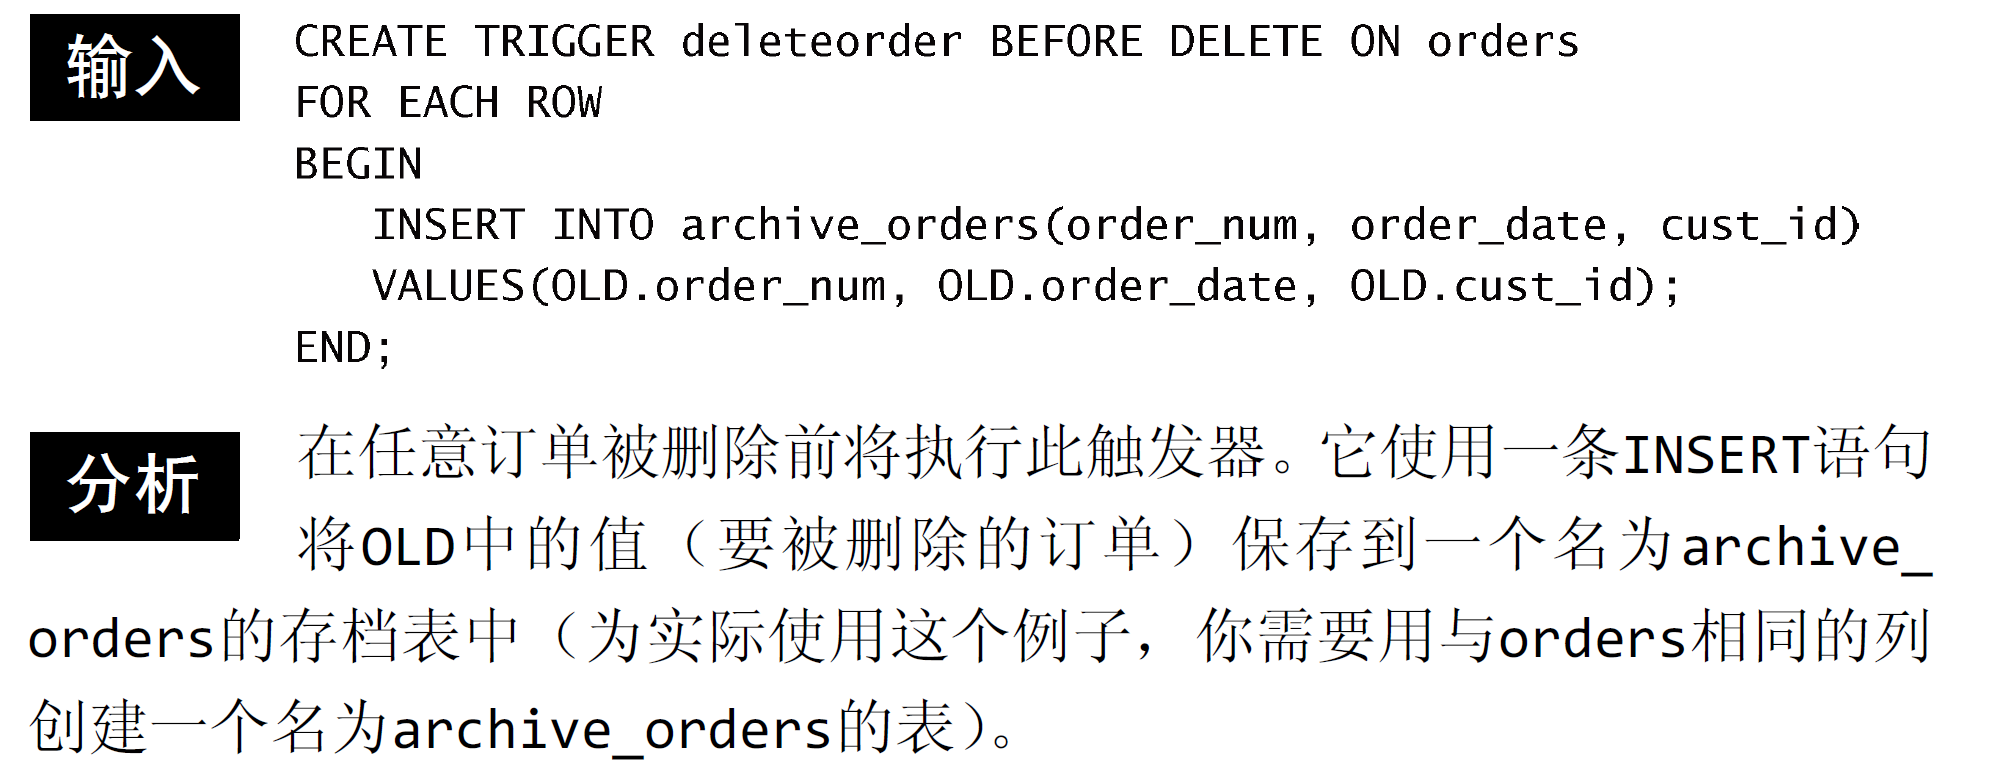 输入
CREATE TRIGGER deleteorder BEFORE DELETE ON orders
FOR EACH ROW
BEGIN
   INSERT INTO archive_orders(order_num, order_date, cust_id)
   VALUES(OLD.order_num, OLD.order_date, OLD.cust_id);
END;
分析
在任意订单被删除前将执行此触发器。它使用一条INSERT语句
将OLD中的值（要被删除的订单）保存到一个名为archive_
orders的存档表中（为实际使用这个例子，你需要用与orders相同的列
创建一个名为archive_orders的表）。